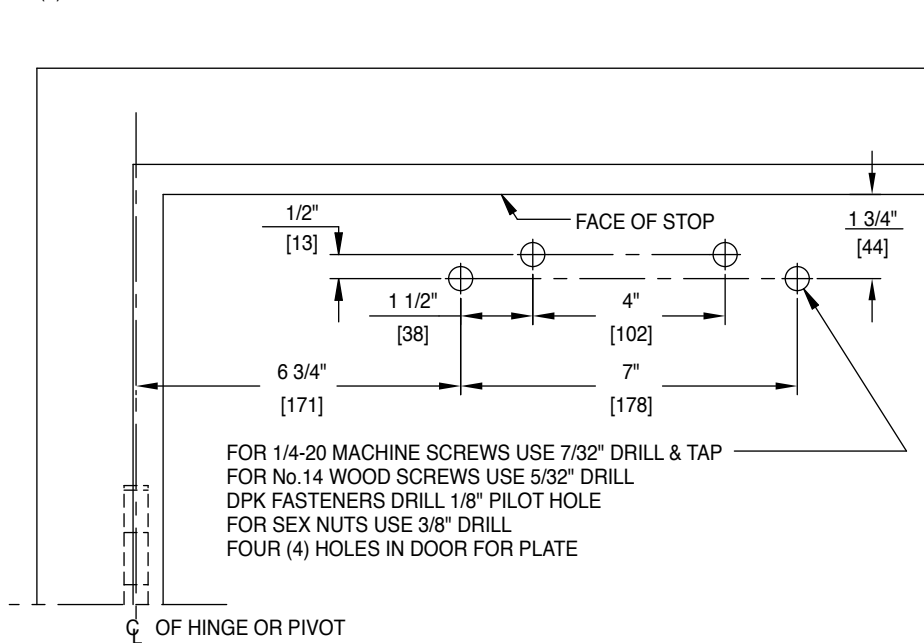 1/2"
[13]
FACE OF STOP
1 3/4"
[44]
1 1/2"
[38]
4"
[102]
6 3/4"
[171]
7"
[178]
FOR 1/4-20 MACHINE SCREWS USE 7/32" DRILL & TAP
FOR No.14 WOOD SCREWS USE 5/32" DRILL
DPK FASTENERS DRILL 1/8" PILOT HOLE
FOR SEX NUTS USE 3/8" DRILL
FOUR (4) HOLES IN DOOR FOR PLATE
℄ OF HINGE OR PIVOT